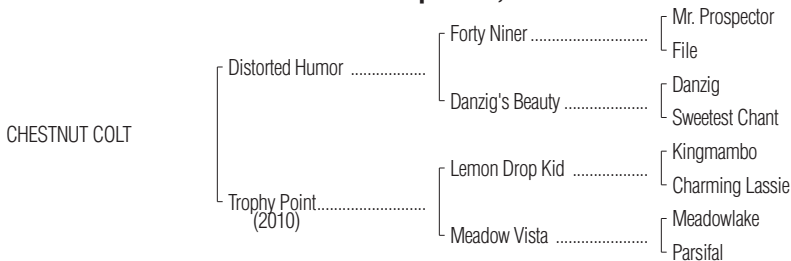 Mr. Prospector
Forty Niner ........................
File
Distorted Humor ..................
Danzig
Danzig's Beauty .................
Sweetest Chant
CHESTNUT COLT
Kingmambo
Lemon Drop Kid ...............
Charming Lassie
Trophy Point..........................
(2010)
Meadowlake
Meadow Vista ...................
Parsifal